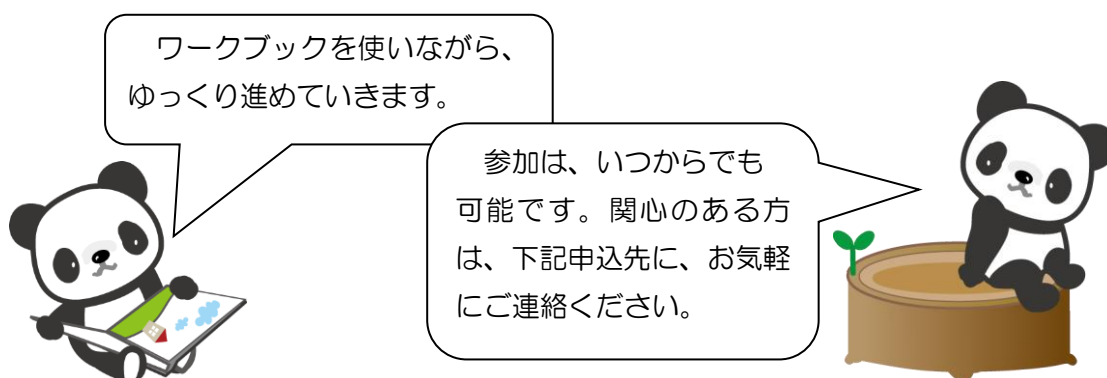 ワークブックを使いながら、
ゆっくり進めていきます。
参加は、いつからでも
可能です。関心のある方
は、下記申込先に、お気軽
にご連絡ください。